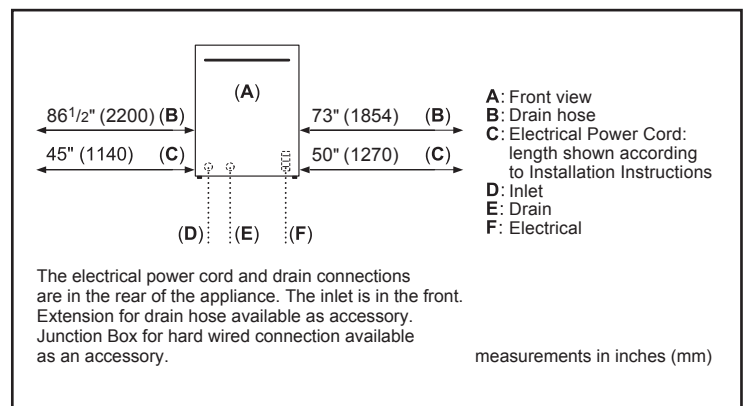 (A)
86 1/2" (2200) (B)
73" (1854) (B)
45" (1140) (C)
50" (1270) (C)
(D) (E) (F)
A: Front view
B: Drain hose
C: Electrical Power Cord:
length shown according
to Installation Instructions
D: Inlet
E: Drain
F: Electrical
The electrical power cord and drain connections
are in the rear of the appliance. The inlet is in the front.
Extension for drain hose available as accessory.
Junction Box for hard wired connection available
as an accessory.
measurements in inches (mm)